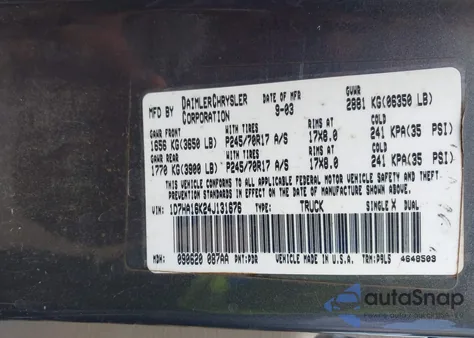 MFD BY DAIMLERCHRYSLER CORPORATION DATE OF MFR 9-03 GVWR 2881 KG(06350 LB)
GAWR FRONT WITH TIRES RIMS AT COLD
1656 KG(3650 LB) P245/70R17 A/S 17X8.0 241 KPA(35 PSI)
GAWR REAR WITH TIRES RIMS AT COLD
1770 KG(3900 LB) P245/70R17 A/S 17X8.0 241 KPA(35 PSI)
THIS VEHICLE CONFORMS TO ALL APPLICABLE FEDERAL MOTOR VEHICLE SAFETY AND THEFT
PREVENTION STANDARDS IN EFFECT ON THE DATE OF MANUFACTURE SHOWN ABOVE.
VIN: 1D7HA16K24J131676 TYPE: TRUCK SINGLE X DUAL
MDH: 090620 087AA PNT:PDR VEHICLE MADE IN U.S.A. TRM:P9LS 4648503
autoSnap